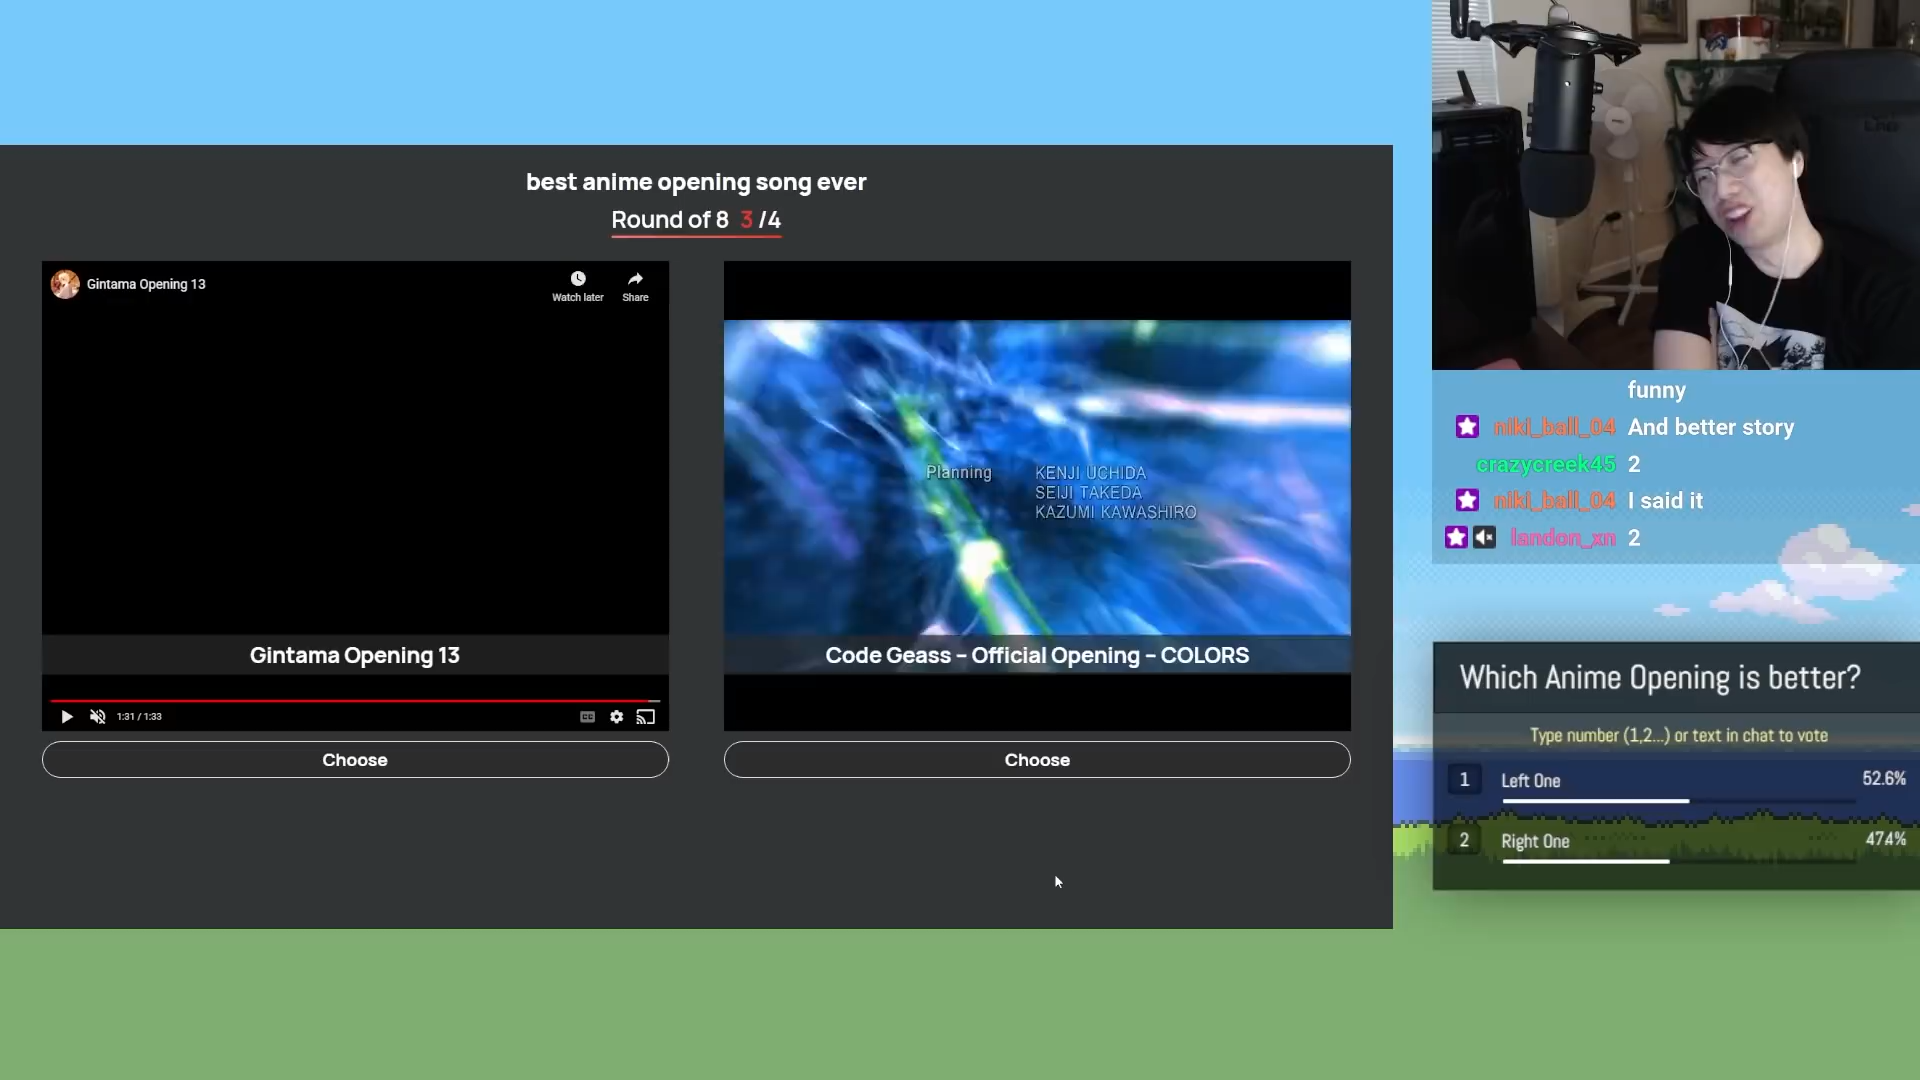 best anime opening song ever
Round of 8 3 /4
Gintama Opening 13
Watch later
Share
Gintama Opening 13
1:31 / 1:33
CC
Choose
Planning KENJI UCHIDA
SEIJI TAKEDA
KAZUMI KAWASHIRO
Code Geass – Official Opening – COLORS
Choose
funny
niki_ball_04 And better story
crazycreek45 2
niki_ball_04 I said it
landon_xn 2
Which Anime Opening is better?
Type number (1,2...) or text in chat to vote
1 Left One 52.6%
2 Right One 47.4%